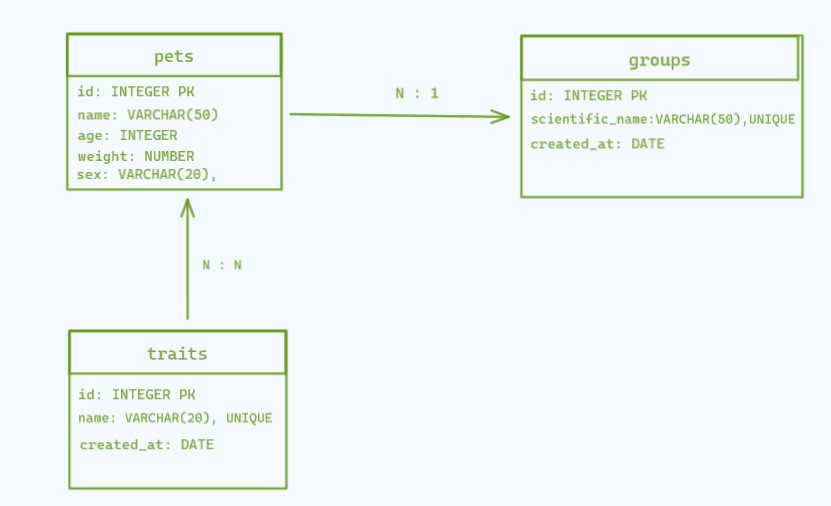 pets
id: INTEGER PK
name: VARCHAR(50)
age: INTEGER
weight: NUMBER
sex: VARCHAR(20),
N : 1
groups
id: INTEGER PK
scientific_name:VARCHAR(50),UNIQUE
created_at: DATE
N : N
traits
id: INTEGER PK
name: VARCHAR(20), UNIQUE
created_at: DATE